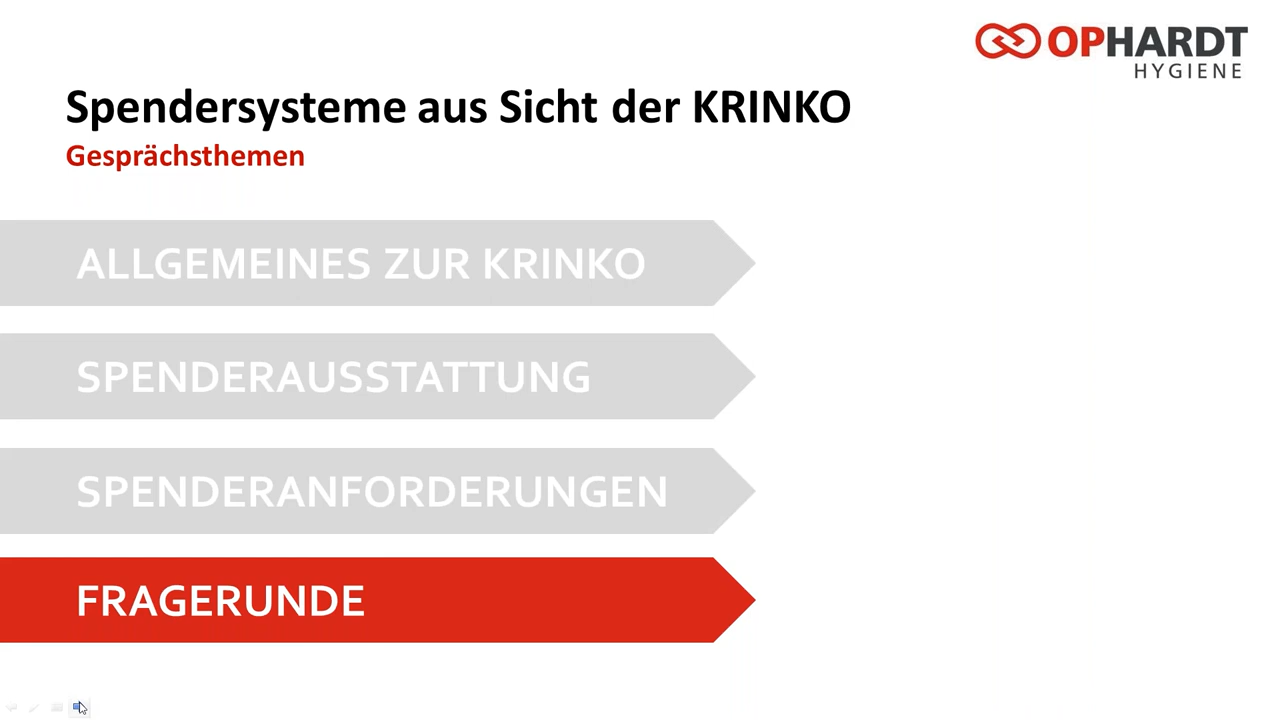 OPHARDT
HYGIENE
Spendersysteme aus Sicht der KRINKO
Gesprächsthemen
ALLGEMEINES ZUR KRINKO
SPENDERAUSSTATTUNG
SPENDERANFORDERUNGEN
FRAGERUNDE